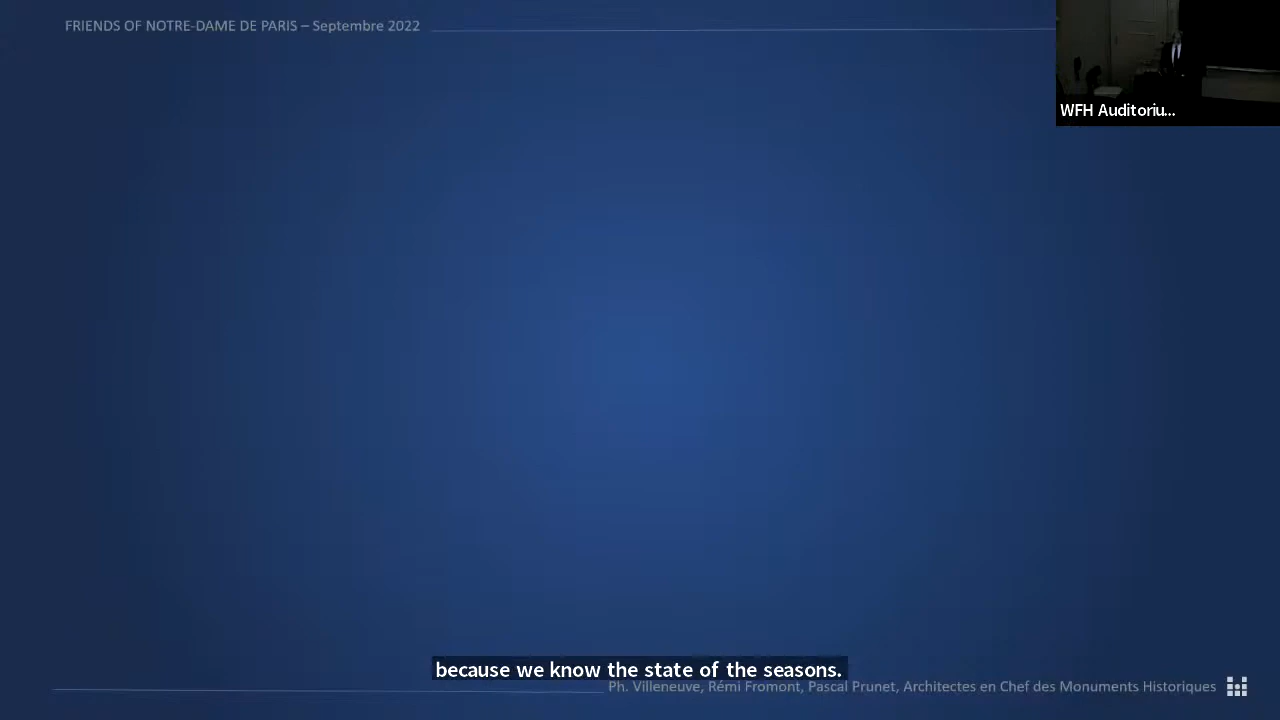 FRIENDS OF NOTRE-DAME DE PARIS – Septembre 2022
WFH Auditoriu...
because we know the state of the seasons.
Ph. Villeneuve, Rémi Fromont, Pascal Prunet, Architectes en Chef des Monuments Historiques